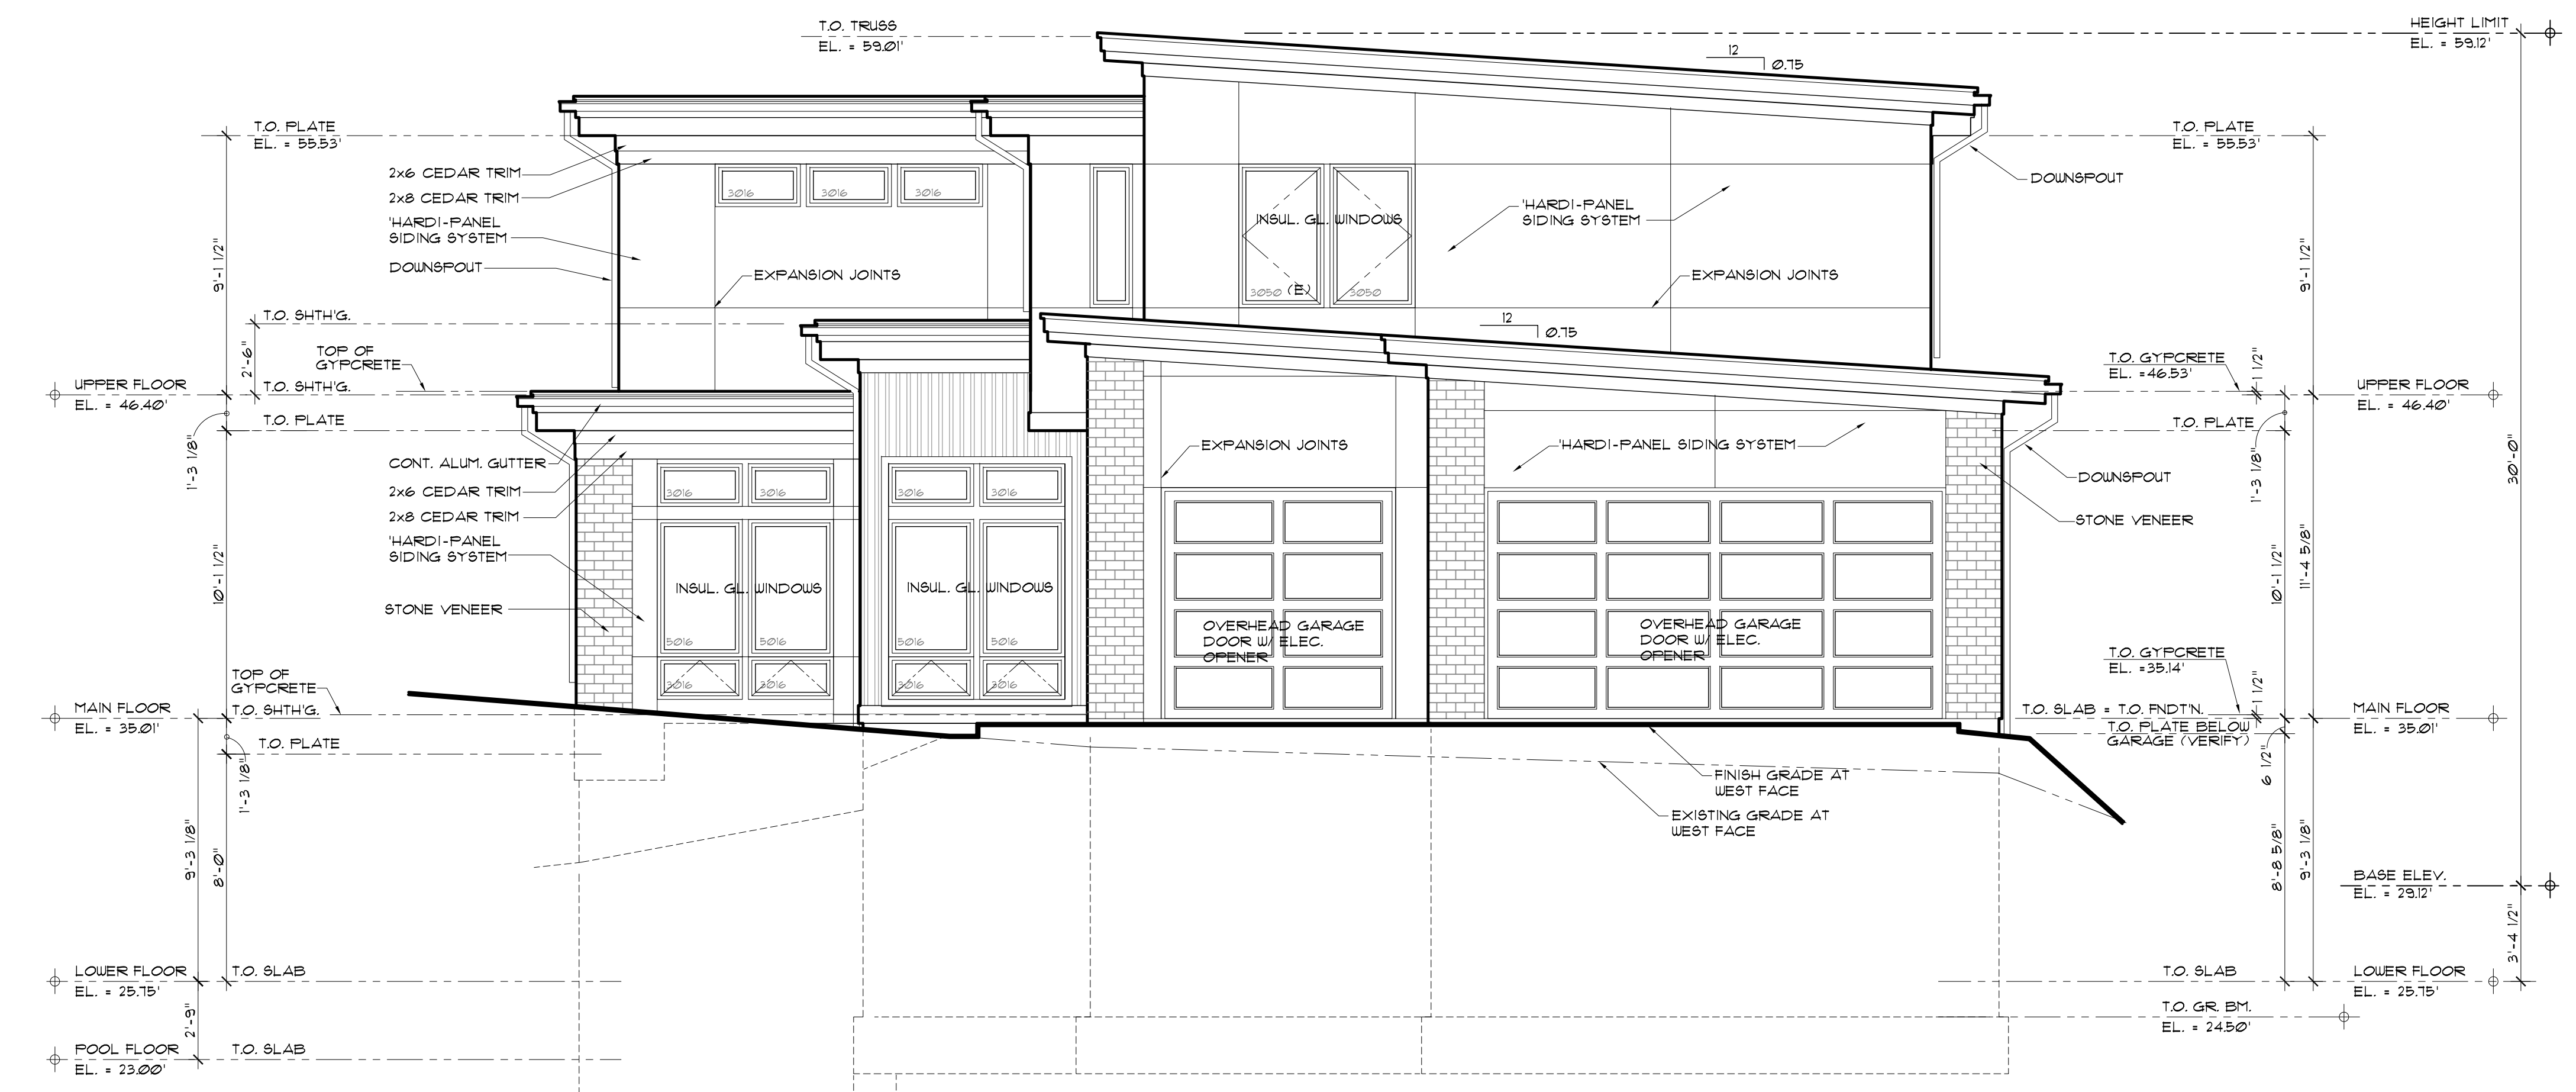 T.O. TRUSS
EL. = 59.01'
HEIGHT LIMIT
EL. = 59.12'
12
0.75
T.O. PLATE
EL. = 55.53'
T.O. PLATE
EL. = 55.53'
2x6 CEDAR TRIM
2x8 CEDAR TRIM
'HARDI-PANEL
SIDING SYSTEM
DOWNSPOUT
3016
3016
3016
EXPANSION JOINTS
INSUL. GL. WINDOWS
3050
(E)
3050
'HARDI-PANEL
SIDING SYSTEM
EXPANSION JOINTS
DOWNSPOUT
9'-1 1/2"
9'-1 1/2"
T.O. SHTH'G.
2'-6"
TOP OF
GYPCRETE
T.O. SHTH'G.
UPPER FLOOR
EL. = 46.40'
T.O. PLATE
1'-3 1/8"
12
0.75
T.O. GYPCRETE
EL. =46.53'
1 1/2"
UPPER FLOOR
EL. = 46.40'
T.O. PLATE
1'-3 1/8"
30'-0"
CONT. ALUM. GUTTER
2x6 CEDAR TRIM
2x8 CEDAR TRIM
'HARDI-PANEL
SIDING SYSTEM
STONE VENEER
10'-1 1/2"
3016
3016
3016
3016
INSUL. GL. WINDOWS
INSUL. GL. WINDOWS
5016
5016
5016
5016
3016
3016
3016
3016
EXPANSION JOINTS
'HARDI-PANEL SIDING SYSTEM
OVERHEAD GARAGE
DOOR W/ ELEC.
OPENER
OVERHEAD GARAGE
DOOR W/ ELEC.
OPENER
DOWNSPOUT
STONE VENEER
10'-1 1/2"
11'-4 5/8"
TOP OF
GYPCRETE
T.O. SHTH'G.
MAIN FLOOR
EL. = 35.01'
T.O. PLATE
1'-3 1/8"
T.O. GYPCRETE
EL. =35.14'
1 1/2"
T.O. SLAB = T.O. FNDT'N.
T.O. PLATE BELOW
GARAGE (VERIFY)
MAIN FLOOR
EL. = 35.01'
6 1/2"
FINISH GRADE AT
WEST FACE
EXISTING GRADE AT
WEST FACE
9'-3 1/8"
8'-0"
8'-8 5/8"
9'-3 1/8"
BASE ELEV.
EL. = 29.12'
3'-4 1/2"
LOWER FLOOR
EL. = 25.75'
T.O. SLAB
T.O. SLAB
LOWER FLOOR
EL. = 25.75'
2'-9"
T.O. GR. BM.
EL. = 24.50'
POOL FLOOR
EL. = 23.00'
T.O. SLAB